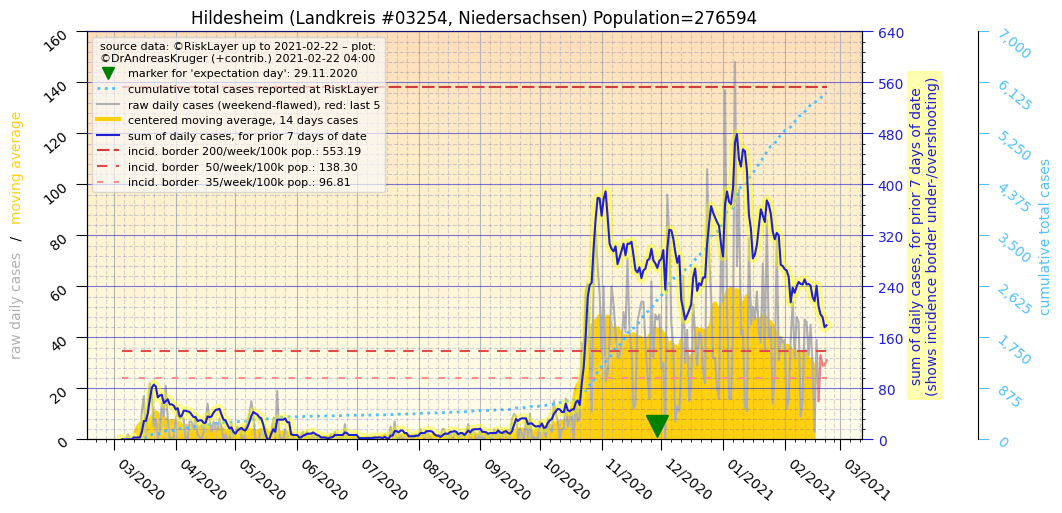 Hildesheim (Landkreis #03254, Niedersachsen) Population=276594
source data: ©RiskLayer up to 2021-02-22 – plot:
©DrAndreasKruger (+contrib.) 2021-02-22 04:00
marker for 'expectation day': 29.11.2020
cumulative total cases reported at RiskLayer
raw daily cases (weekend-flawed), red: last 5
centered moving average, 14 days cases
sum of daily cases, for prior 7 days of date
incid. border 200/week/100k pop.: 553.19
incid. border  50/week/100k pop.: 138.30
incid. border  35/week/100k pop.: 96.81
raw daily cases / moving average
160
140
120
100
80
60
40
20
0
03/2020
04/2020
05/2020
06/2020
07/2020
08/2020
09/2020
10/2020
11/2020
12/2020
01/2021
02/2021
03/2021
640
560
480
400
320
240
160
80
0
sum of daily cases, for prior 7 days of date
(shows incidence border under-/overshooting)
7,000
6,125
5,250
4,375
3,500
2,625
1,750
875
0
cumulative total cases